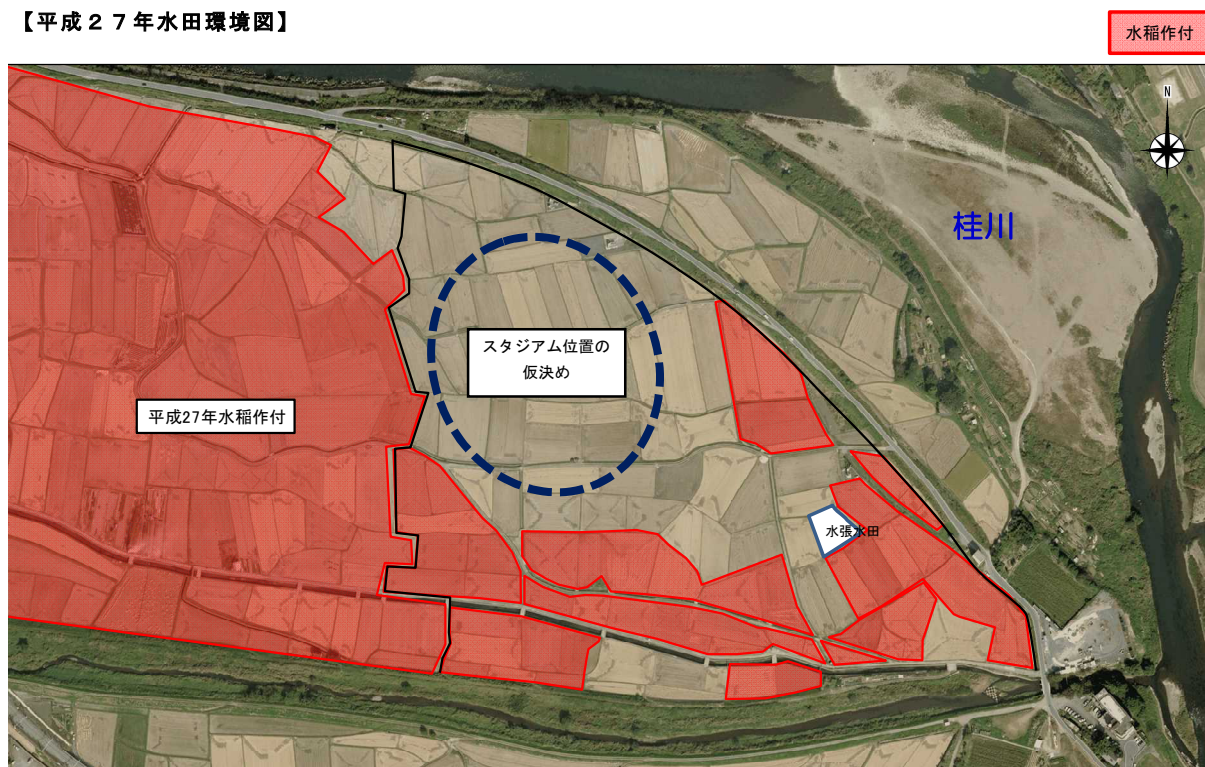 【平成２７年水田環境図】
水稲作付
N
桂川
スタジアム位置の
仮決め
平成27年水稲作付
水張水田